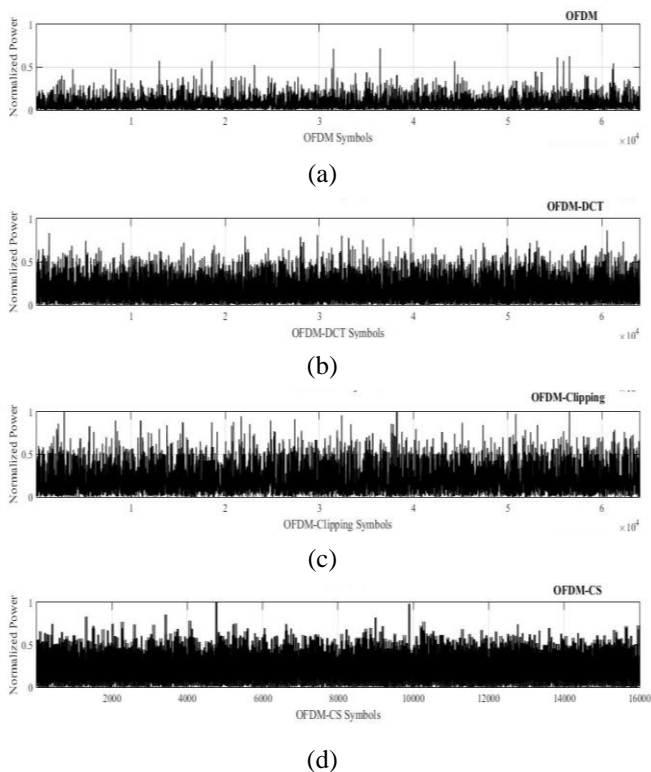 OFDM
Normalized Power
1
0.5
0
1 2 3 4 5 6
OFDM Symbols
×10⁴
(a)
OFDM-DCT
Normalized Power
1
0.5
0
1 2 3 4 5 6
OFDM-DCT Symbols
×10⁴
(b)
OFDM-Clipping
Normalized Power
1
0.5
0
1 2 3 4 5 6
OFDM-Clipping Symbols
×10⁴
(c)
OFDM-CS
Normalized Power
1
0.5
0
2000 4000 6000 8000 10000 12000 14000 16000
OFDM-CS Symbols
(d)